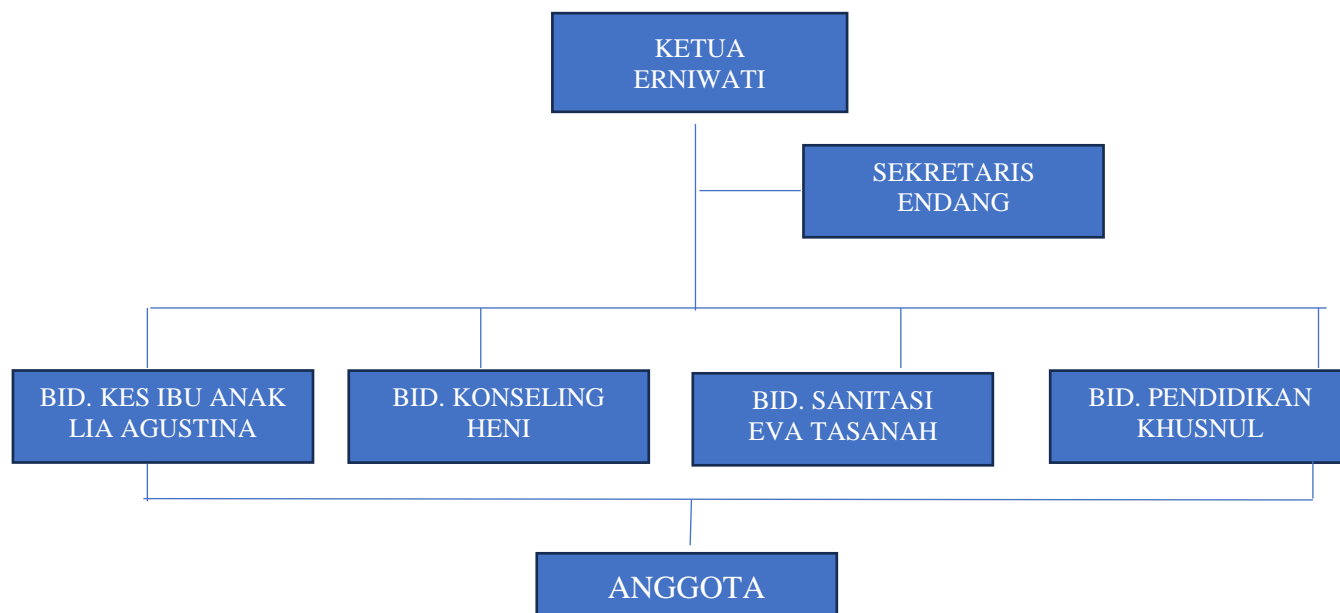 KETUA
ERNIWATI
SEKRETARIS
ENDANG
BID. KES IBU ANAK
LIA AGUSTINA
BID. KONSELING
HENI
BID. SANITASI
EVA TASANAH
BID. PENDIDIKAN
KHUSNUL
ANGGOTA